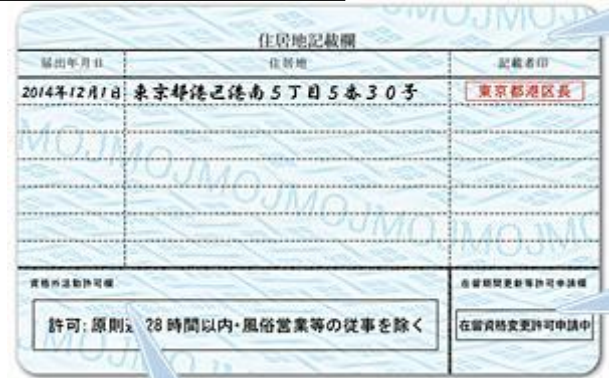 住居地記載欄
届出年月日 住居地 記載者印
2014年12月1日 東京都港区港南5丁目5番30号 東京都港区長
資格外活動許可欄 在留期間更新等許可申請欄
許可:原則週28時間以内・風俗営業等の従事を除く 在留資格変更許可申請中
MOJMOJMOJ